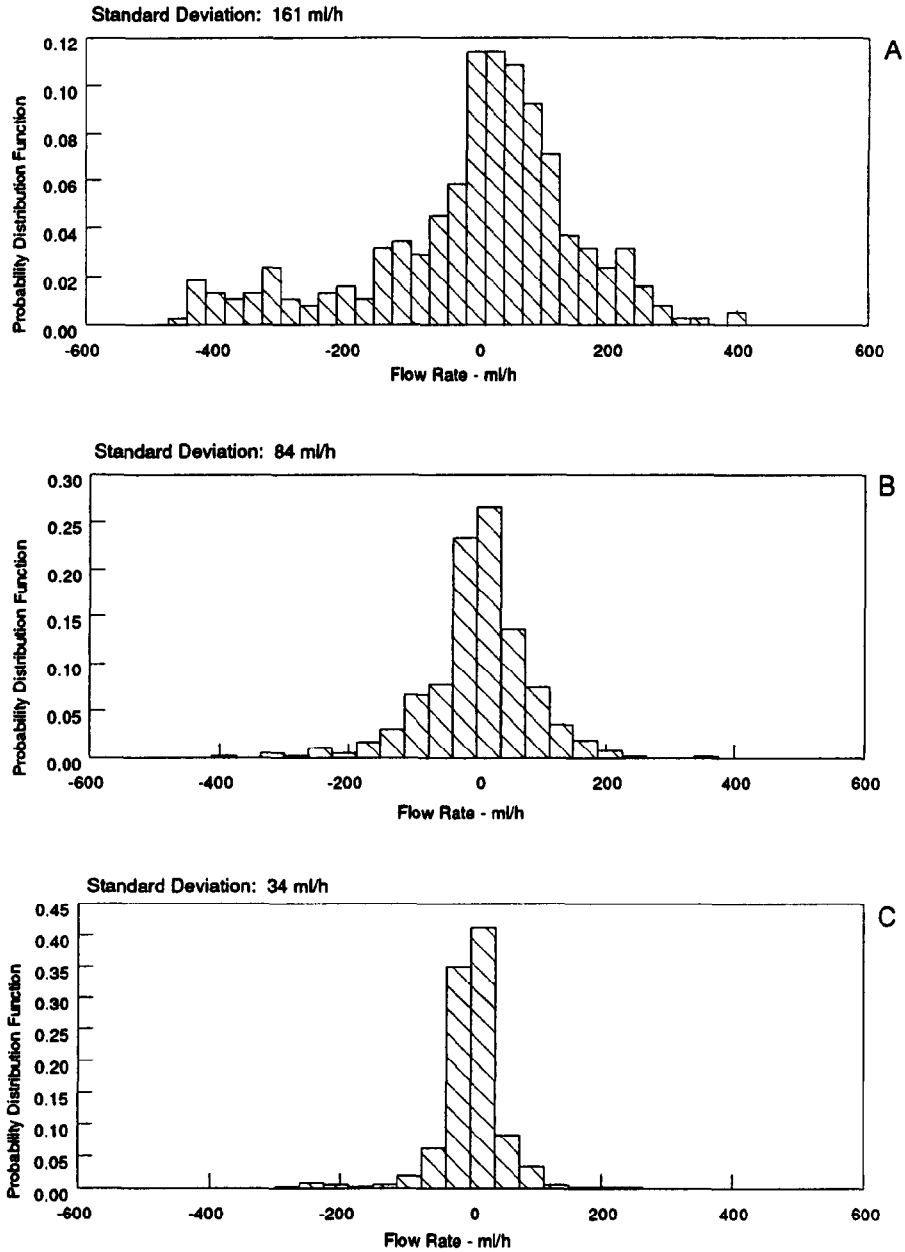 Standard Deviation: 161 ml/h
A
0.12
0.10
0.08
0.06
0.04
0.02
0.00
Probability Distribution Function
-600 -400 -200 0 200 400 600
Flow Rate - ml/h
Standard Deviation: 84 ml/h
B
0.30
0.25
0.20
0.15
0.10
0.05
0.00
Probability Distribution Function
-600 -400 -200 0 200 400 600
Flow Rate - ml/h
Standard Deviation: 34 ml/h
C
0.45
0.40
0.35
0.30
0.25
0.20
0.15
0.10
0.05
0.00
Probability Distribution Function
-600 -400 -200 0 200 400 600
Flow Rate - ml/h